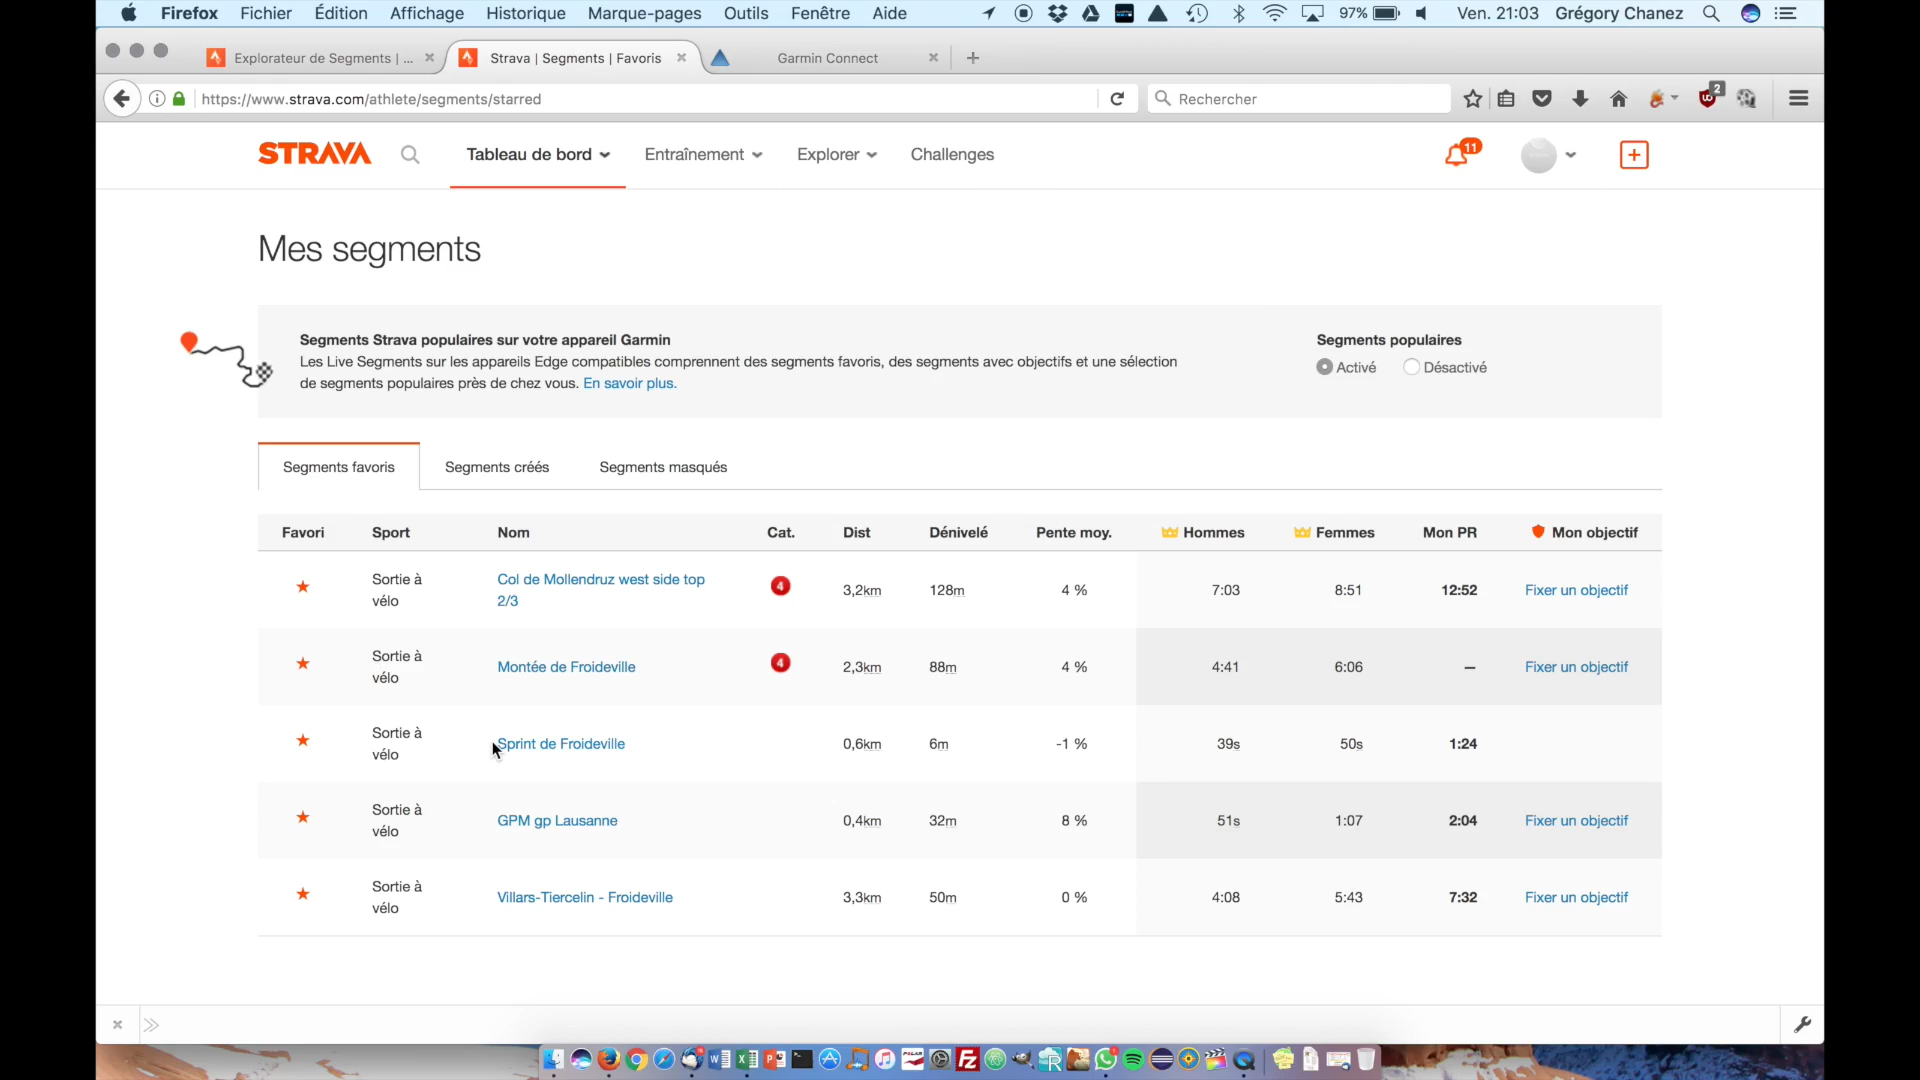 Firefox Fichier Édition Affichage Historique Marque-pages Outils Fenêtre Aide 97% Ven. 21:03 Grégory Chanez
Explorateur de Segments | ... Strava | Segments | Favoris Garmin Connect
https://www.strava.com/athlete/segments/starred Rechercher 2
STRAVA Tableau de bord Entraînement Explorer Challenges 11
Mes segments
Segments Strava populaires sur votre appareil Garmin Segments populaires
Les Live Segments sur les appareils Edge compatibles comprennent des segments favoris, des segments avec objectifs et une sélection Activé Désactivé
de segments populaires près de chez vous. En savoir plus.
Segments favoris Segments créés Segments masqués
Favori Sport Nom Cat. Dist Dénivelé Pente moy. Hommes Femmes Mon PR Mon objectif
Sortie à vélo Col de Mollendruz west side top 2/3 4 3,2km 128m 4 % 7:03 8:51 12:52 Fixer un objectif
Sortie à vélo Montée de Froideville 4 2,3km 88m 4 % 4:41 6:06 — Fixer un objectif
Sortie à vélo Sprint de Froideville 0,6km 6m -1 % 39s 50s 1:24
Sortie à vélo GPM gp Lausanne 0,4km 32m 8 % 51s 1:07 2:04 Fixer un objectif
Sortie à vélo Villars-Tiercelin - Froideville 3,3km 50m 0 % 4:08 5:43 7:32 Fixer un objectif